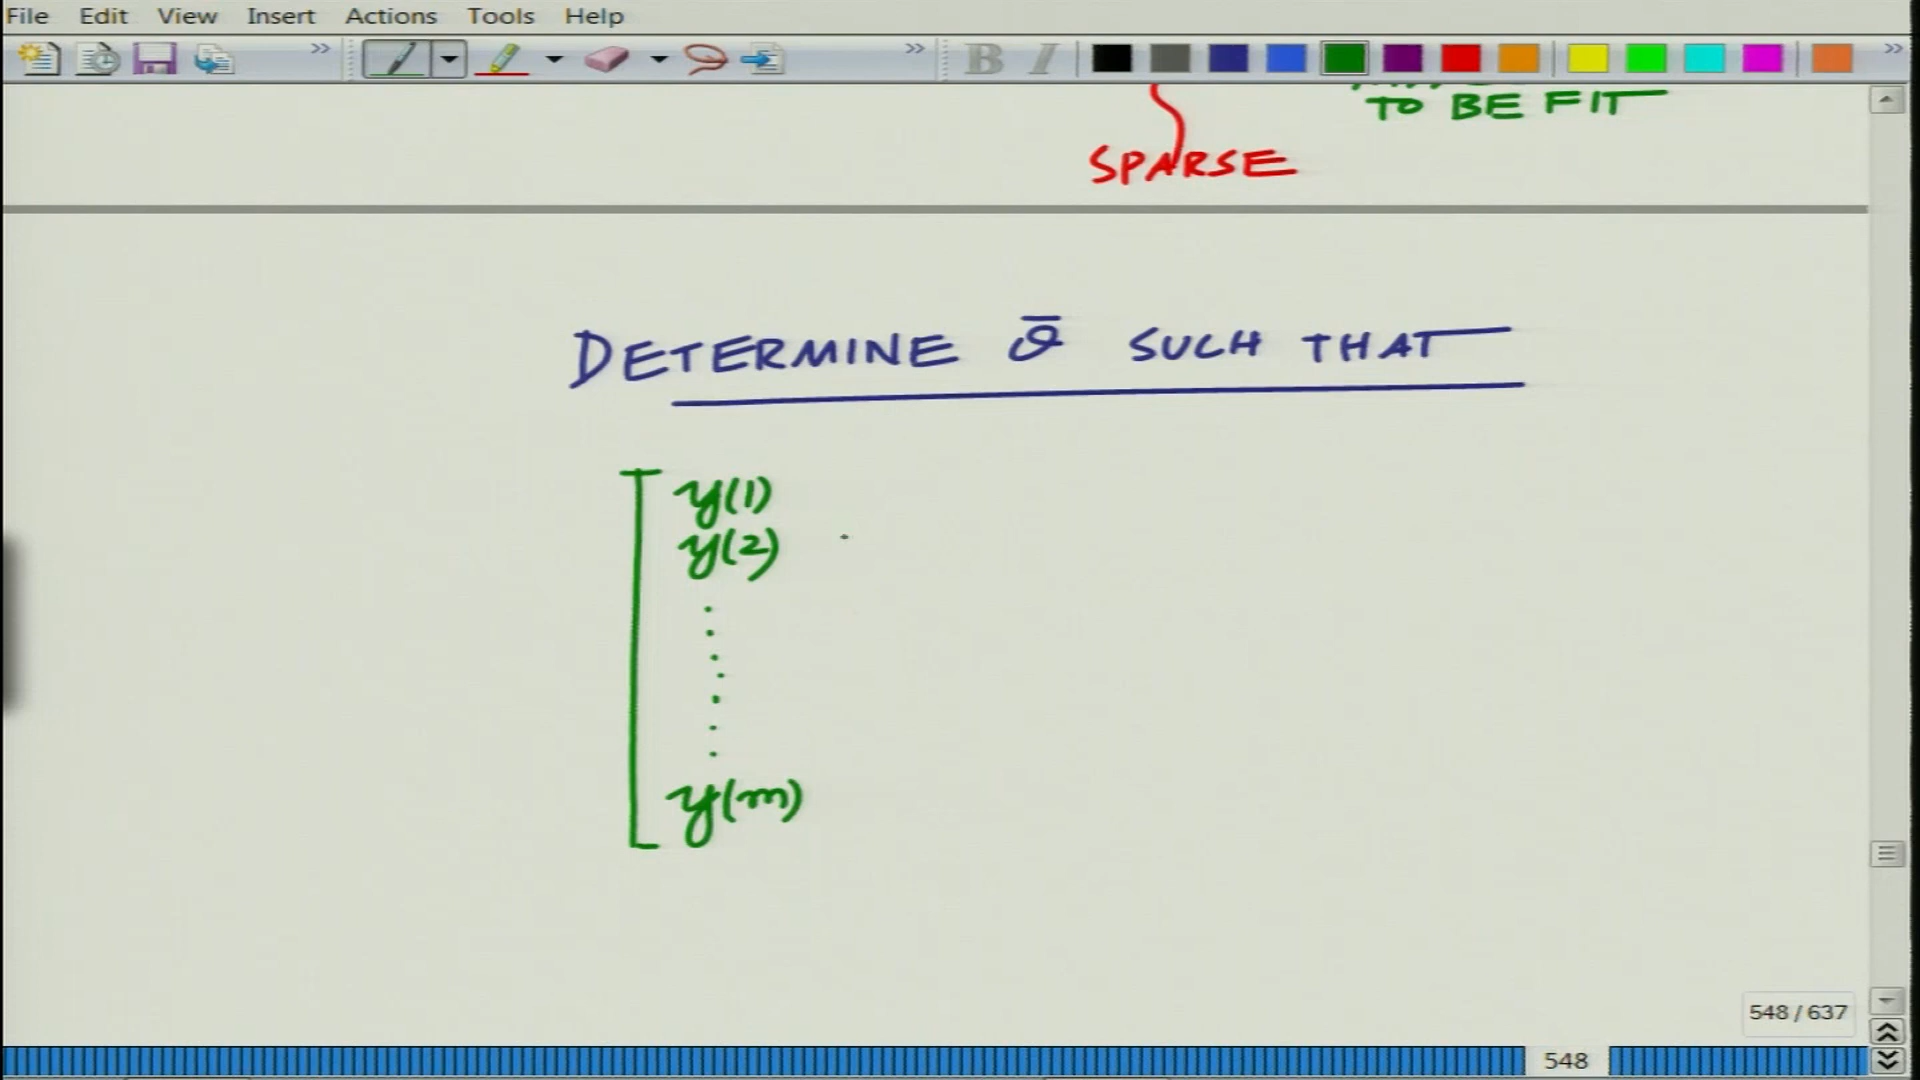 File Edit View Insert Actions Tools Help
B I
TO BE FIT
SPARSE
DETERMINE θ̄ SUCH THAT
y(1)
y(2)
y(m)
548 / 637
548